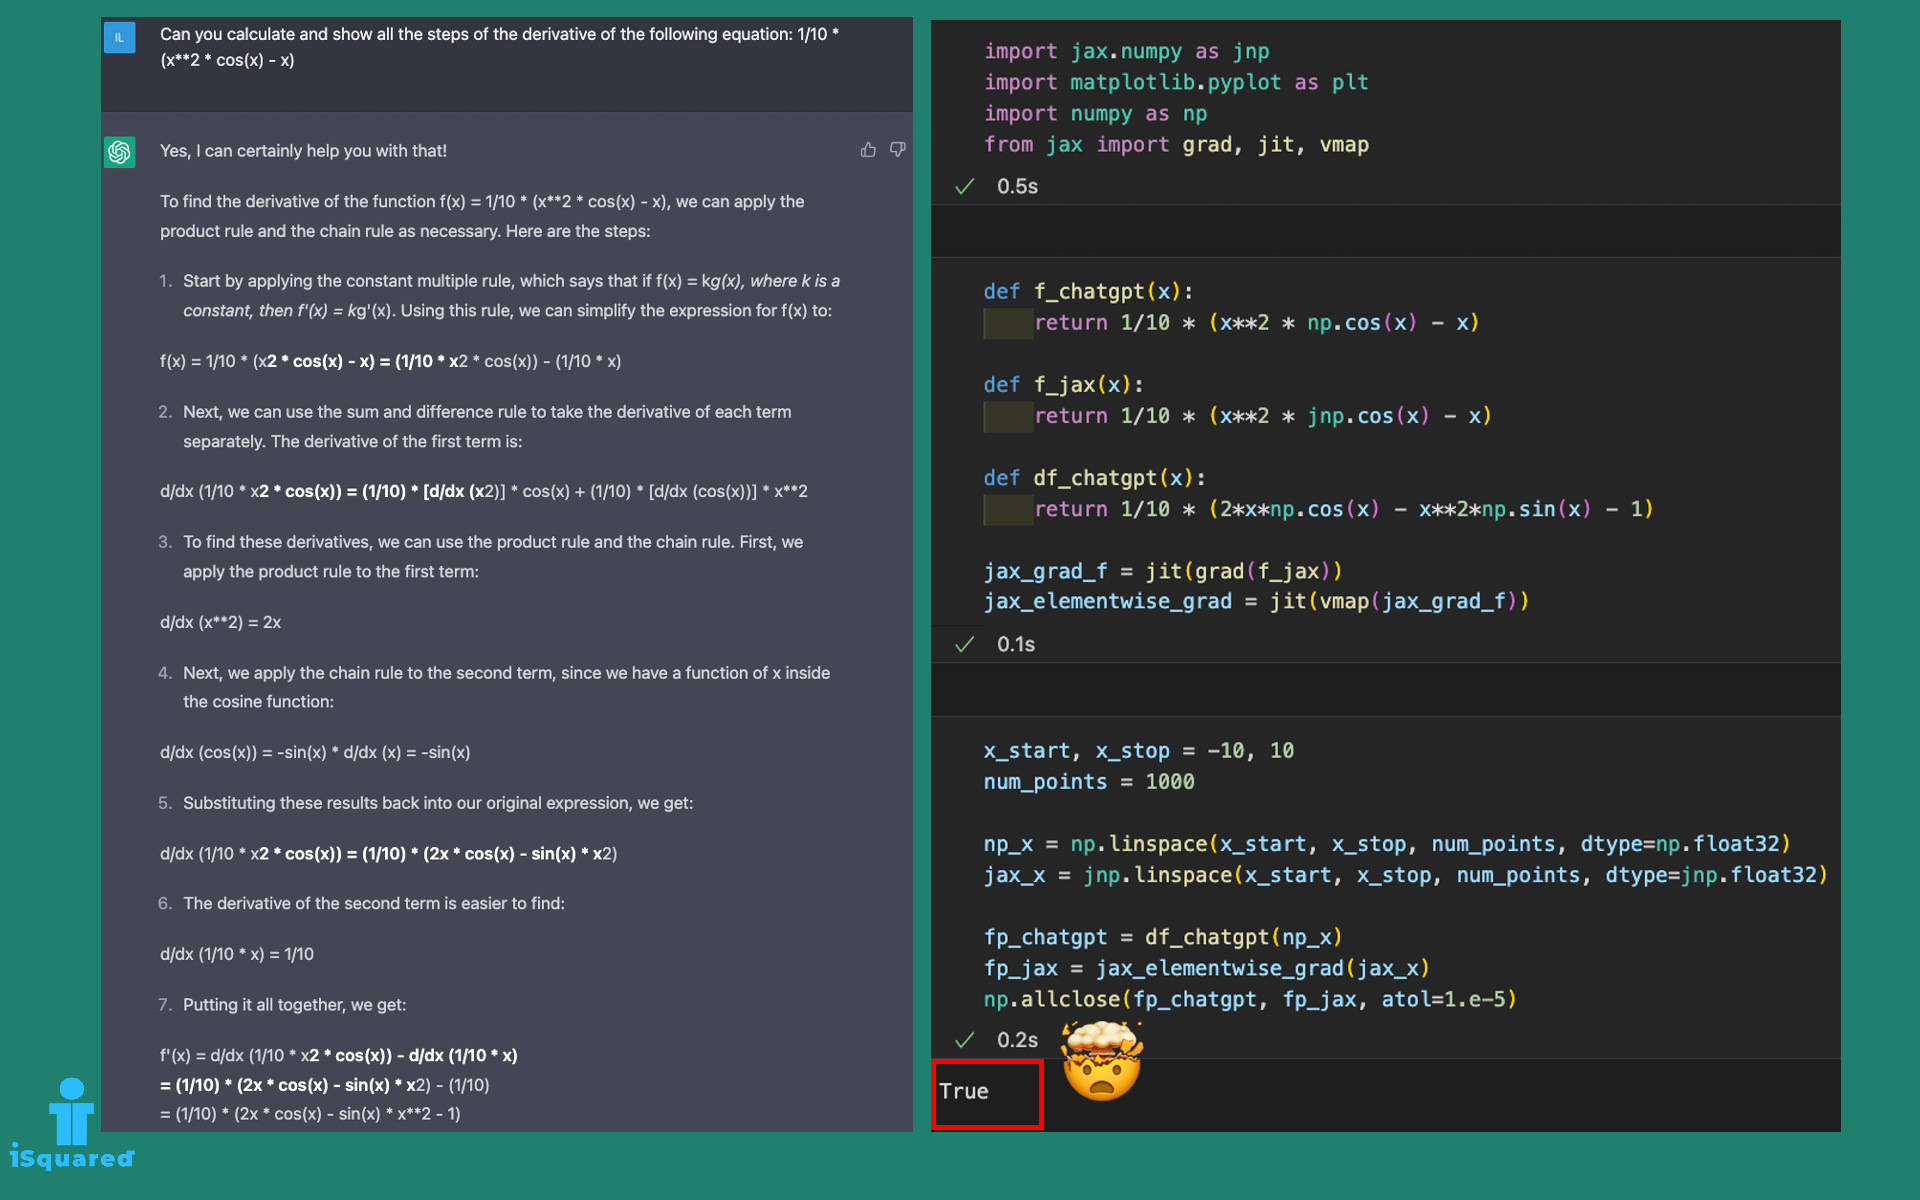 IL
Can you calculate and show all the steps of the derivative of the following equation: 1/10 *
(x**2 * cos(x) - x)
Yes, I can certainly help you with that!
To find the derivative of the function f(x) = 1/10 * (x**2 * cos(x) - x), we can apply the
product rule and the chain rule as necessary. Here are the steps:
1. Start by applying the constant multiple rule, which says that if f(x) = kg(x), where k is a
constant, then f'(x) = kg'(x). Using this rule, we can simplify the expression for f(x) to:
f(x) = 1/10 * (x2 * cos(x) - x) = (1/10 * x2 * cos(x)) - (1/10 * x)
2. Next, we can use the sum and difference rule to take the derivative of each term
separately. The derivative of the first term is:
d/dx (1/10 * x2 * cos(x)) = (1/10) * [d/dx (x2)] * cos(x) + (1/10) * [d/dx (cos(x))] * x**2
3. To find these derivatives, we can use the product rule and the chain rule. First, we
apply the product rule to the first term:
d/dx (x**2) = 2x
4. Next, we apply the chain rule to the second term, since we have a function of x inside
the cosine function:
d/dx (cos(x)) = -sin(x) * d/dx (x) = -sin(x)
5. Substituting these results back into our original expression, we get:
d/dx (1/10 * x2 * cos(x)) = (1/10) * (2x * cos(x) - sin(x) * x2)
6. The derivative of the second term is easier to find:
d/dx (1/10 * x) = 1/10
7. Putting it all together, we get:
f'(x) = d/dx (1/10 * x2 * cos(x)) - d/dx (1/10 * x)
= (1/10) * (2x * cos(x) - sin(x) * x2) - (1/10)
= (1/10) * (2x * cos(x) - sin(x) * x**2 - 1)
import jax.numpy as jnp
import matplotlib.pyplot as plt
import numpy as np
from jax import grad, jit, vmap
0.5s
def f_chatgpt(x):
return 1/10 * (x**2 * np.cos(x) - x)
def f_jax(x):
return 1/10 * (x**2 * jnp.cos(x) - x)
def df_chatgpt(x):
return 1/10 * (2*x*np.cos(x) - x**2*np.sin(x) - 1)
jax_grad_f = jit(grad(f_jax))
jax_elementwise_grad = jit(vmap(jax_grad_f))
0.1s
x_start, x_stop = -10, 10
num_points = 1000
np_x = np.linspace(x_start, x_stop, num_points, dtype=np.float32)
jax_x = jnp.linspace(x_start, x_stop, num_points, dtype=jnp.float32)
fp_chatgpt = df_chatgpt(np_x)
fp_jax = jax_elementwise_grad(jax_x)
np.allclose(fp_chatgpt, fp_jax, atol=1.e-5)
0.2s
True
iSquared